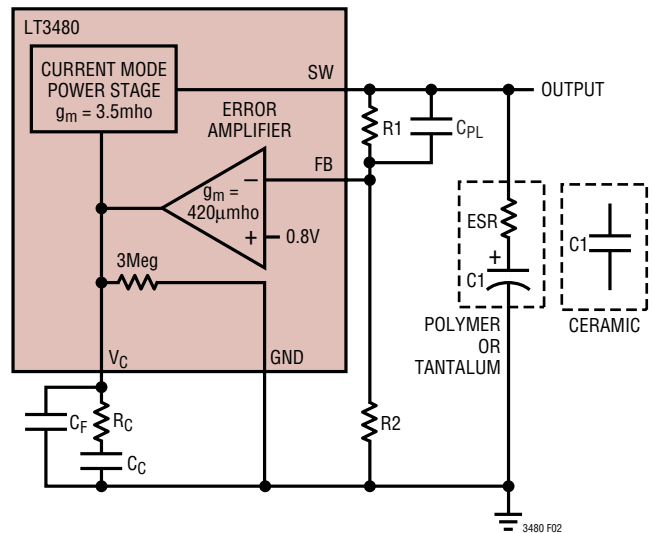 LT3480
CURRENT MODE
POWER STAGE
gm = 3.5mho
SW
OUTPUT
ERROR
AMPLIFIER
R1
CPL
FB
gm =
420µmho
–
+
0.8V
ESR
+
C1
C1
3Meg
POLYMER
OR
TANTALUM
CERAMIC
VC
GND
CF
RC
R2
CC
3480 F02